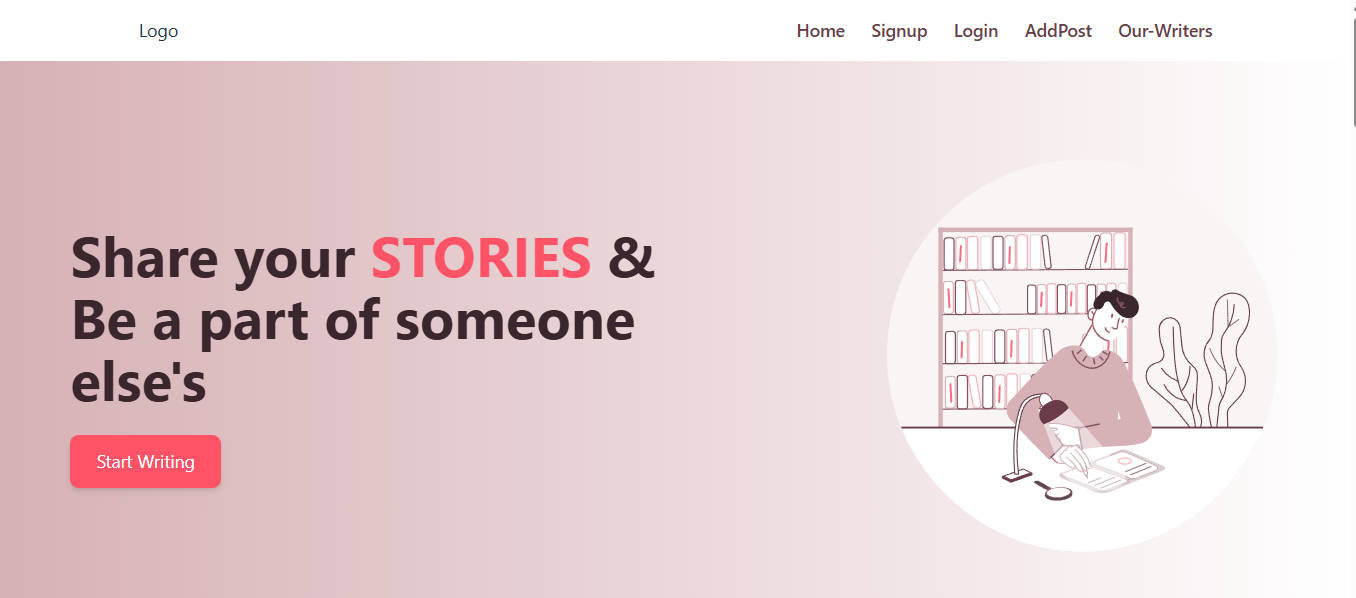 Logo
Home Signup Login AddPost Our-Writers
Share your STORIES &
Be a part of someone
else's
Start Writing